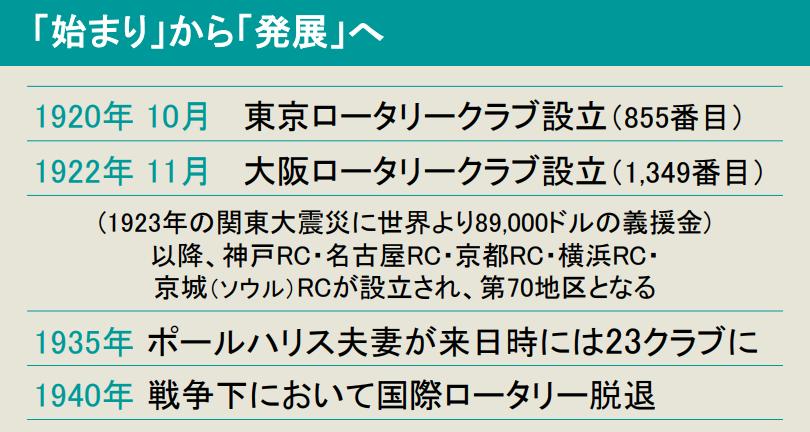 「始まり」から「発展」へ
1920年 10月 東京ロータリークラブ設立（855番目）
1922年 11月 大阪ロータリークラブ設立（1,349番目）
（1923年の関東大震災に世界より89,000ドルの義援金）
以降、神戸RC・名古屋RC・京都RC・横浜RC・
京城（ソウル）RCが設立され、第70地区となる
1935年 ポールハリス夫妻が来日時には23クラブに
1940年 戦争下において国際ロータリー脱退